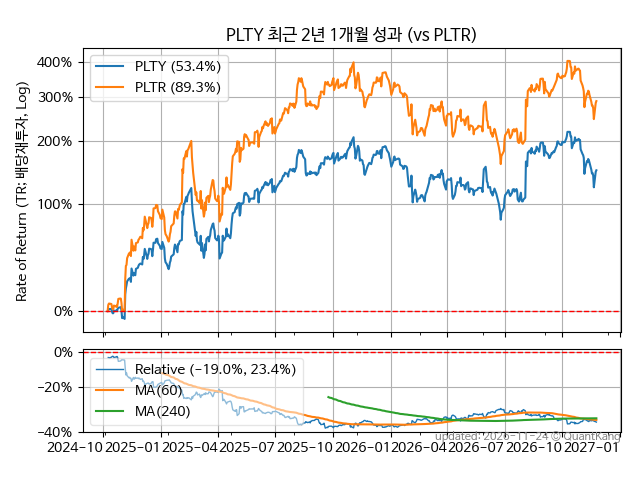 PLTY 최근 2년 1개월 성과 (vs PLTR)
Rate of Return (TR: 배당재투자, Log)
400%
300%
200%
100%
0%
PLTY (53.4%)
PLTR (89.3%)
0%
−20%
−40%
Relative (−19.0%, 23.4%)
MA(60)
MA(240)
updated: 2026-11-24 © QuantKang
2024-10 2025-01 2025-04 2025-07 2025-10 2026-01 2026-04 2026-07 2026-10 2027-01